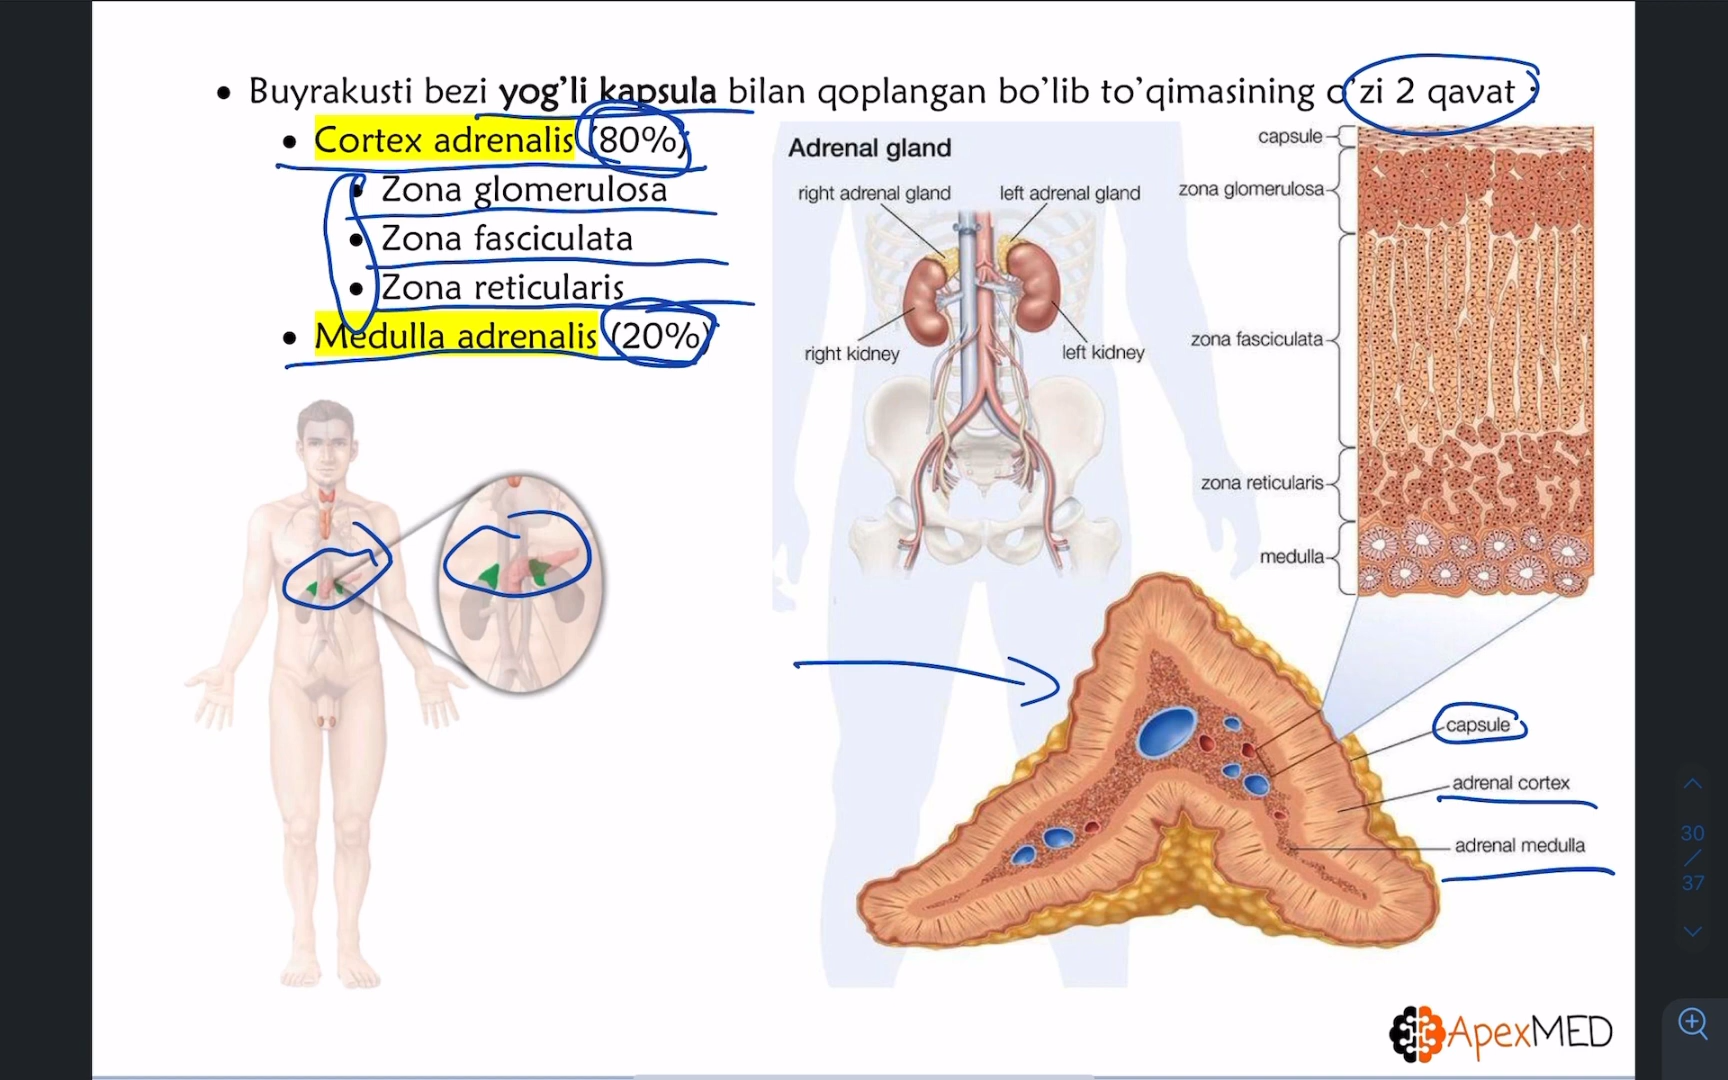 • Buyrakusti bezi yog’li kapsula bilan qoplangan bo’lib to’qimasining o’zi 2 qavat :
• Cortex adrenalis (80%)
• Zona glomerulosa
• Zona fasciculata
• Zona reticularis
• Medulla adrenalis (20%)
Adrenal gland
right adrenal gland
left adrenal gland
right kidney
left kidney
capsule
zona glomerulosa
zona fasciculata
zona reticularis
medulla
capsule
adrenal cortex
adrenal medulla
30
/
37
ApexMED